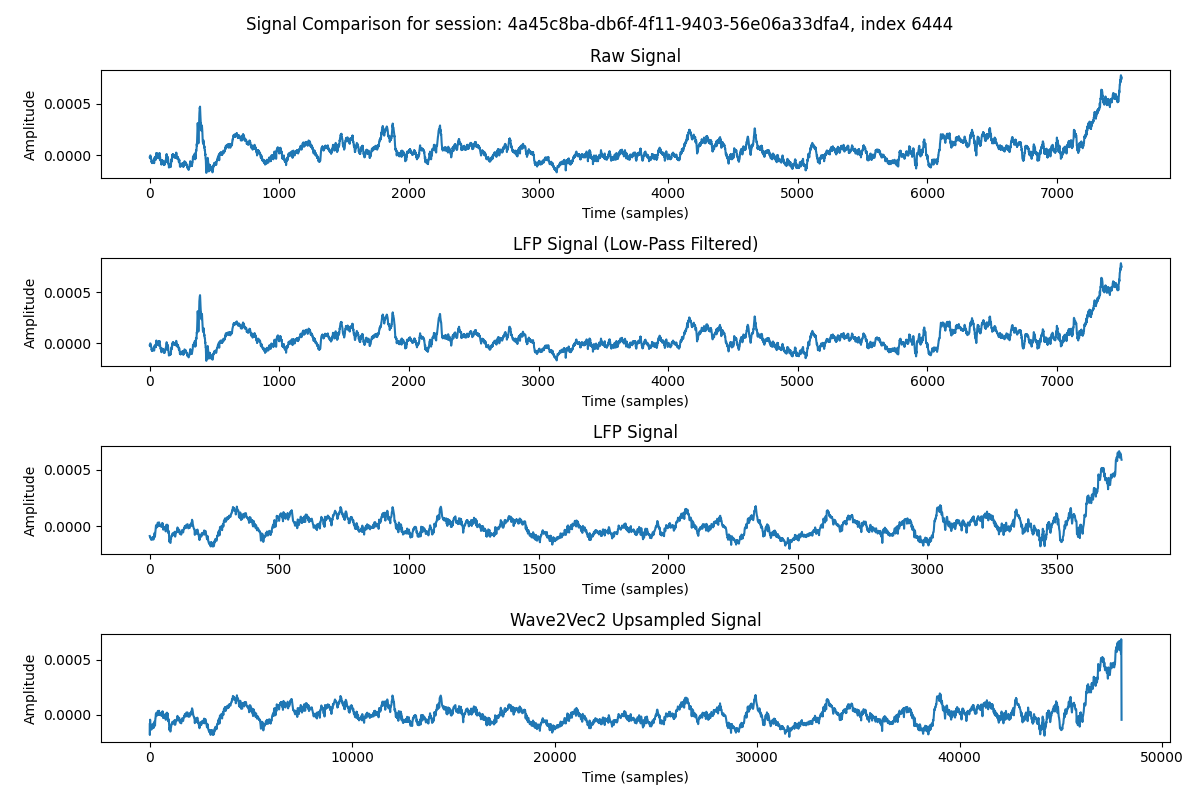 Signal Comparison for session: 4a45c8ba-db6f-4f11-9403-56e06a33dfa4, index 6444
Raw Signal
Amplitude
0.0005
0.0000
0 1000 2000 3000 4000 5000 6000 7000
Time (samples)
LFP Signal (Low-Pass Filtered)
Amplitude
0.0005
0.0000
0 1000 2000 3000 4000 5000 6000 7000
Time (samples)
LFP Signal
Amplitude
0.0005
0.0000
0 500 1000 1500 2000 2500 3000 3500
Time (samples)
Wave2Vec2 Upsampled Signal
Amplitude
0.0005
0.0000
0 10000 20000 30000 40000 50000
Time (samples)